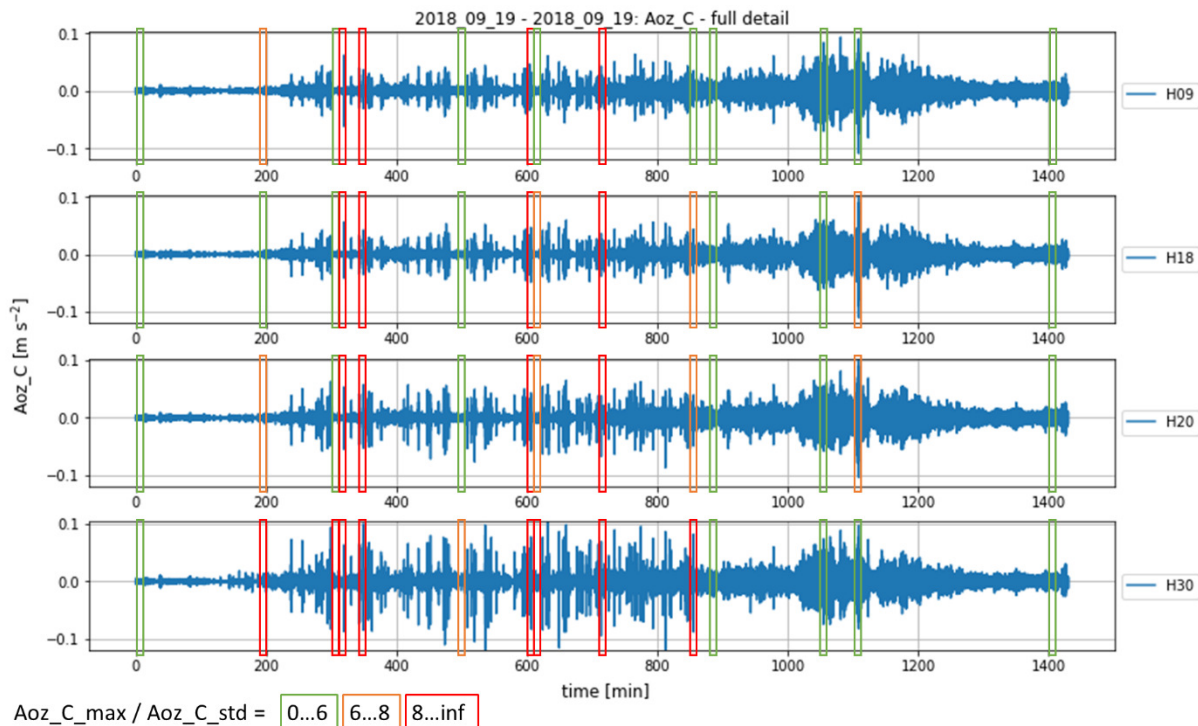 2018_09_19 - 2018_09_19: Aoz_C - full detail
0.1
0.0
−0.1
0 200 400 600 800 1000 1200 1400
H09
0.1
0.0
−0.1
0 200 400 600 800 1000 1200 1400
H18
Aoz_C [m s⁻²]
0.1
0.0
−0.1
0 200 400 600 800 1000 1200 1400
H20
0.1
0.0
−0.1
0 200 400 600 800 1000 1200 1400
H30
time [min]
Aoz_C_max / Aoz_C_std = 0...6 6...8 8...inf